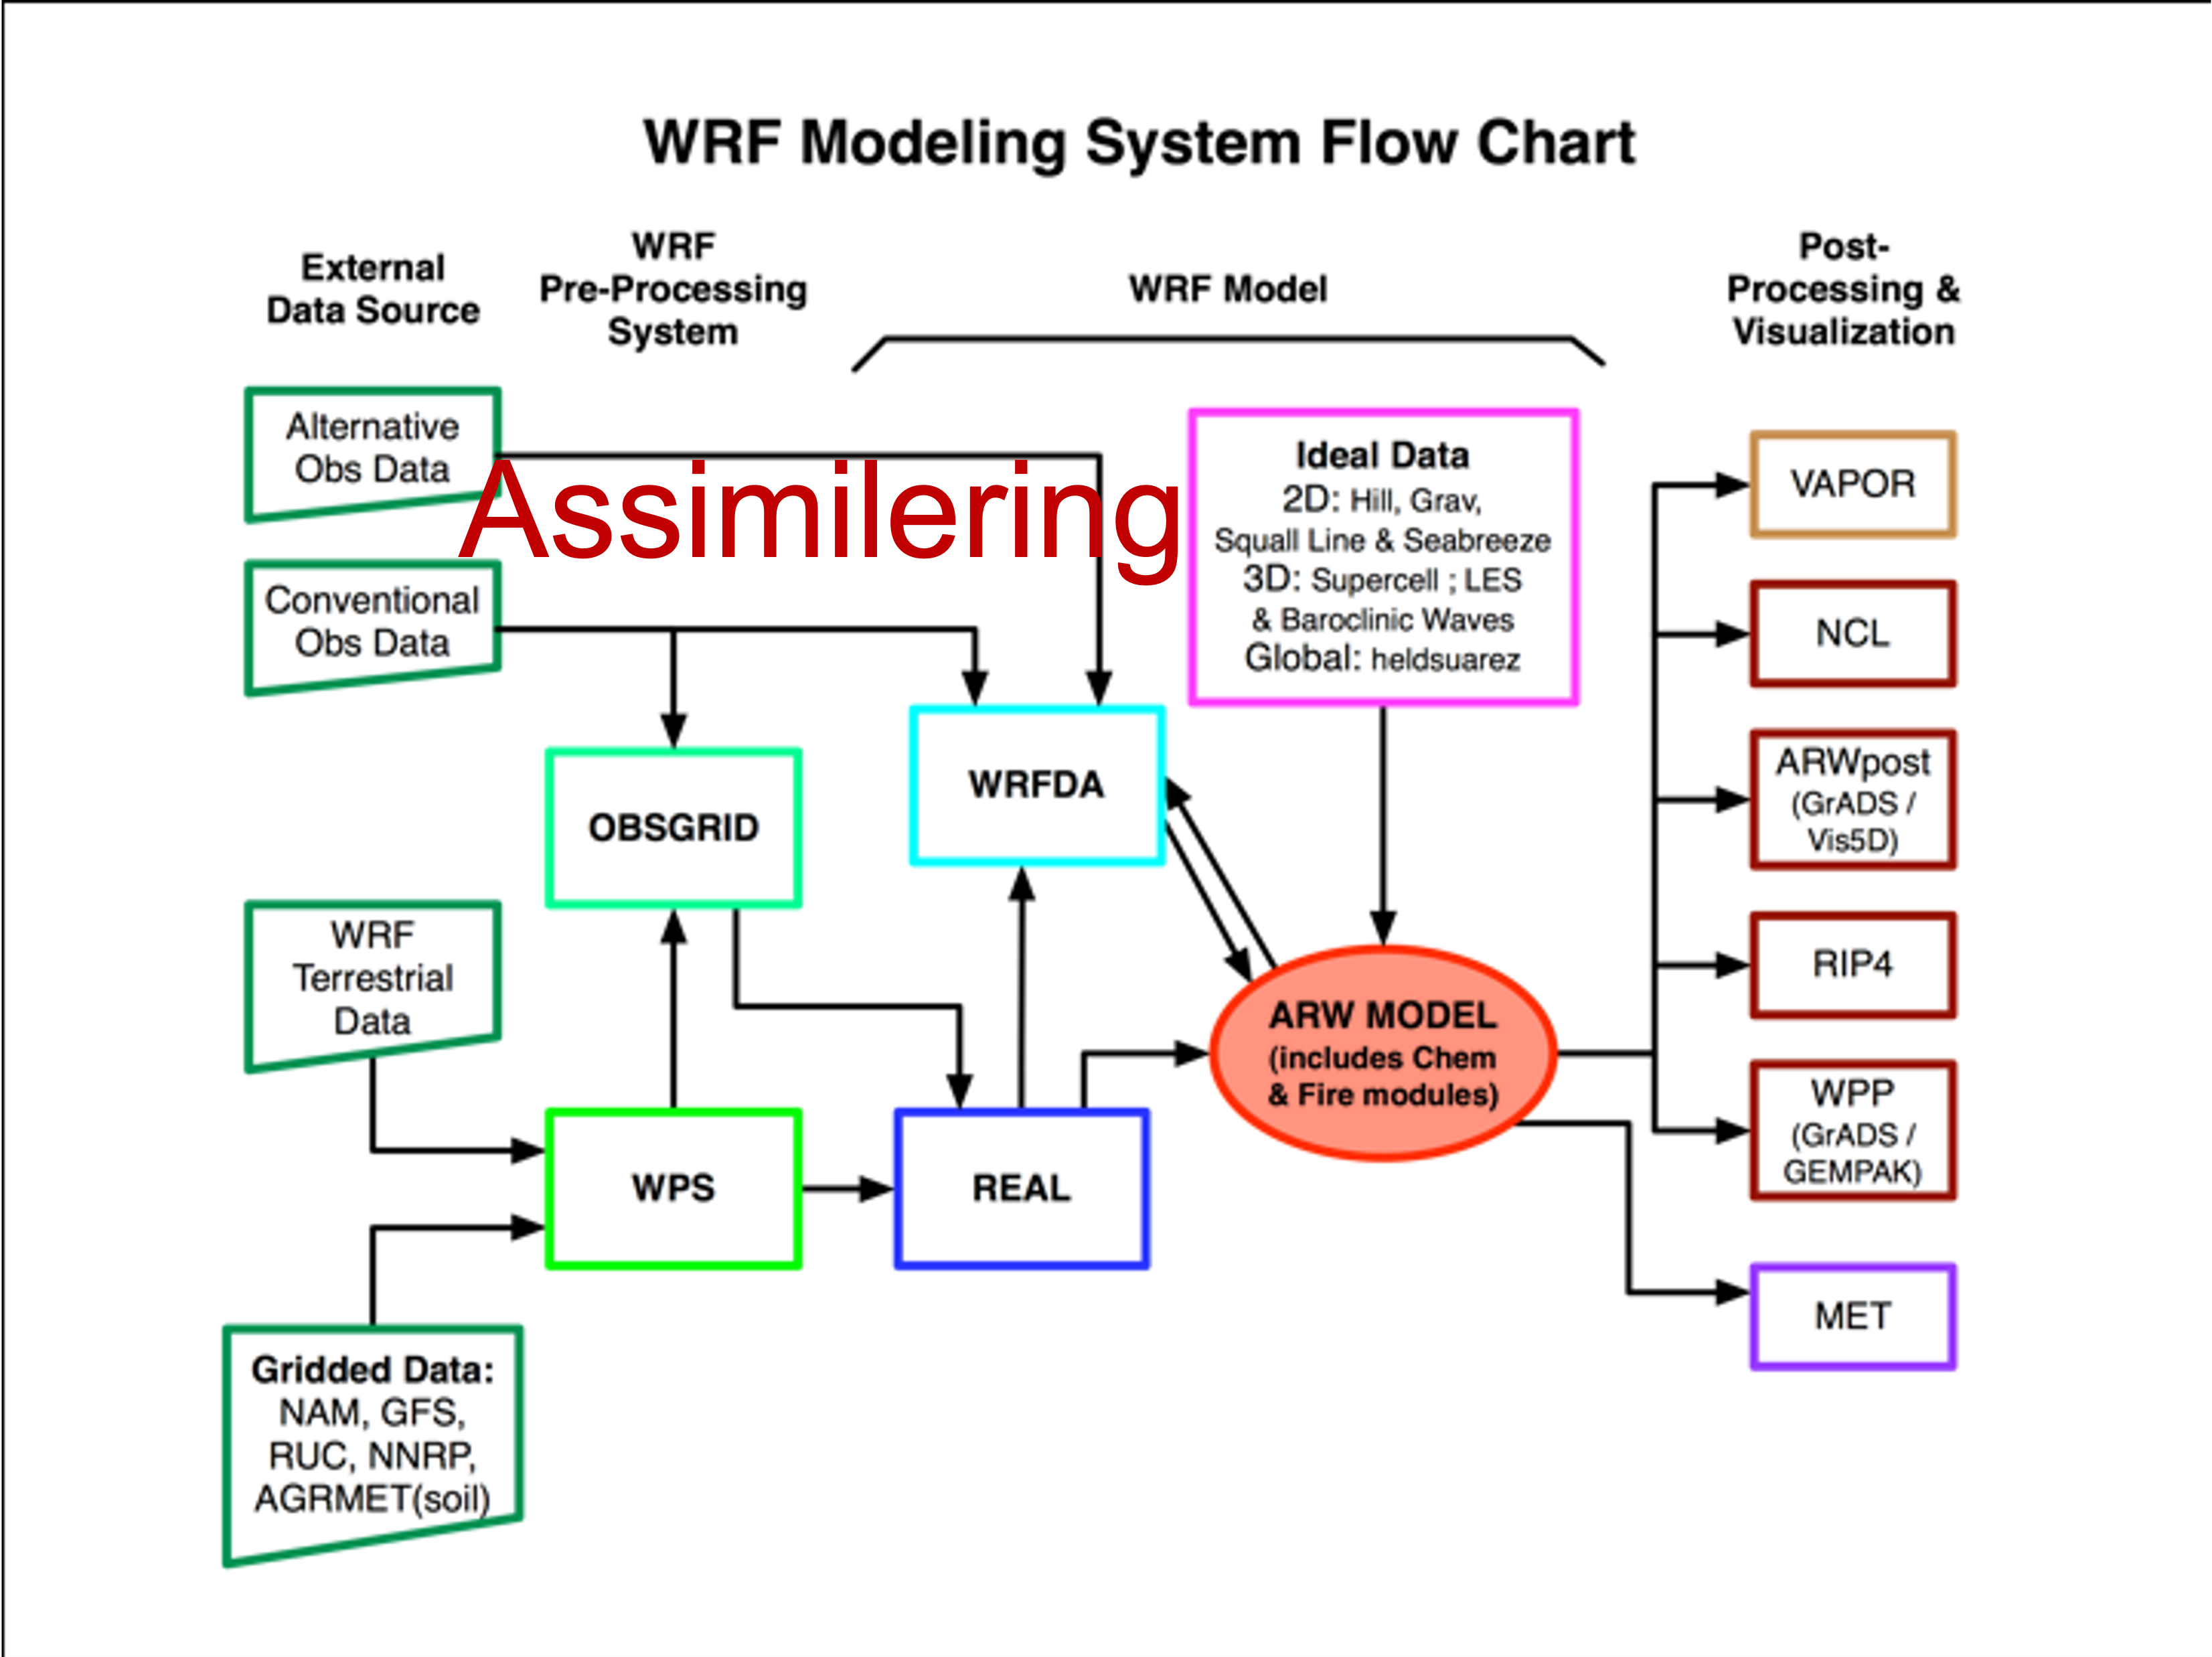 WRF Modeling System Flow Chart
External
Data Source
WRF
Pre-Processing
System
WRF Model
Post-
Processing &
Visualization
Alternative
Obs Data
Assimilering
Conventional
Obs Data
Ideal Data
2D: Hill, Grav,
Squall Line & Seabreeze
3D: Supercell ; LES
& Baroclinic Waves
Global: heldsuarez
VAPOR
NCL
OBSGRID
WRFDA
ARWpost
(GrADS /
Vis5D)
WRF
Terrestrial
Data
RIP4
ARW MODEL
(includes Chem
& Fire modules)
WPP
(GrADS /
GEMPAK)
WPS
REAL
MET
Gridded Data:
NAM, GFS,
RUC, NNRP,
AGRMET(soil)